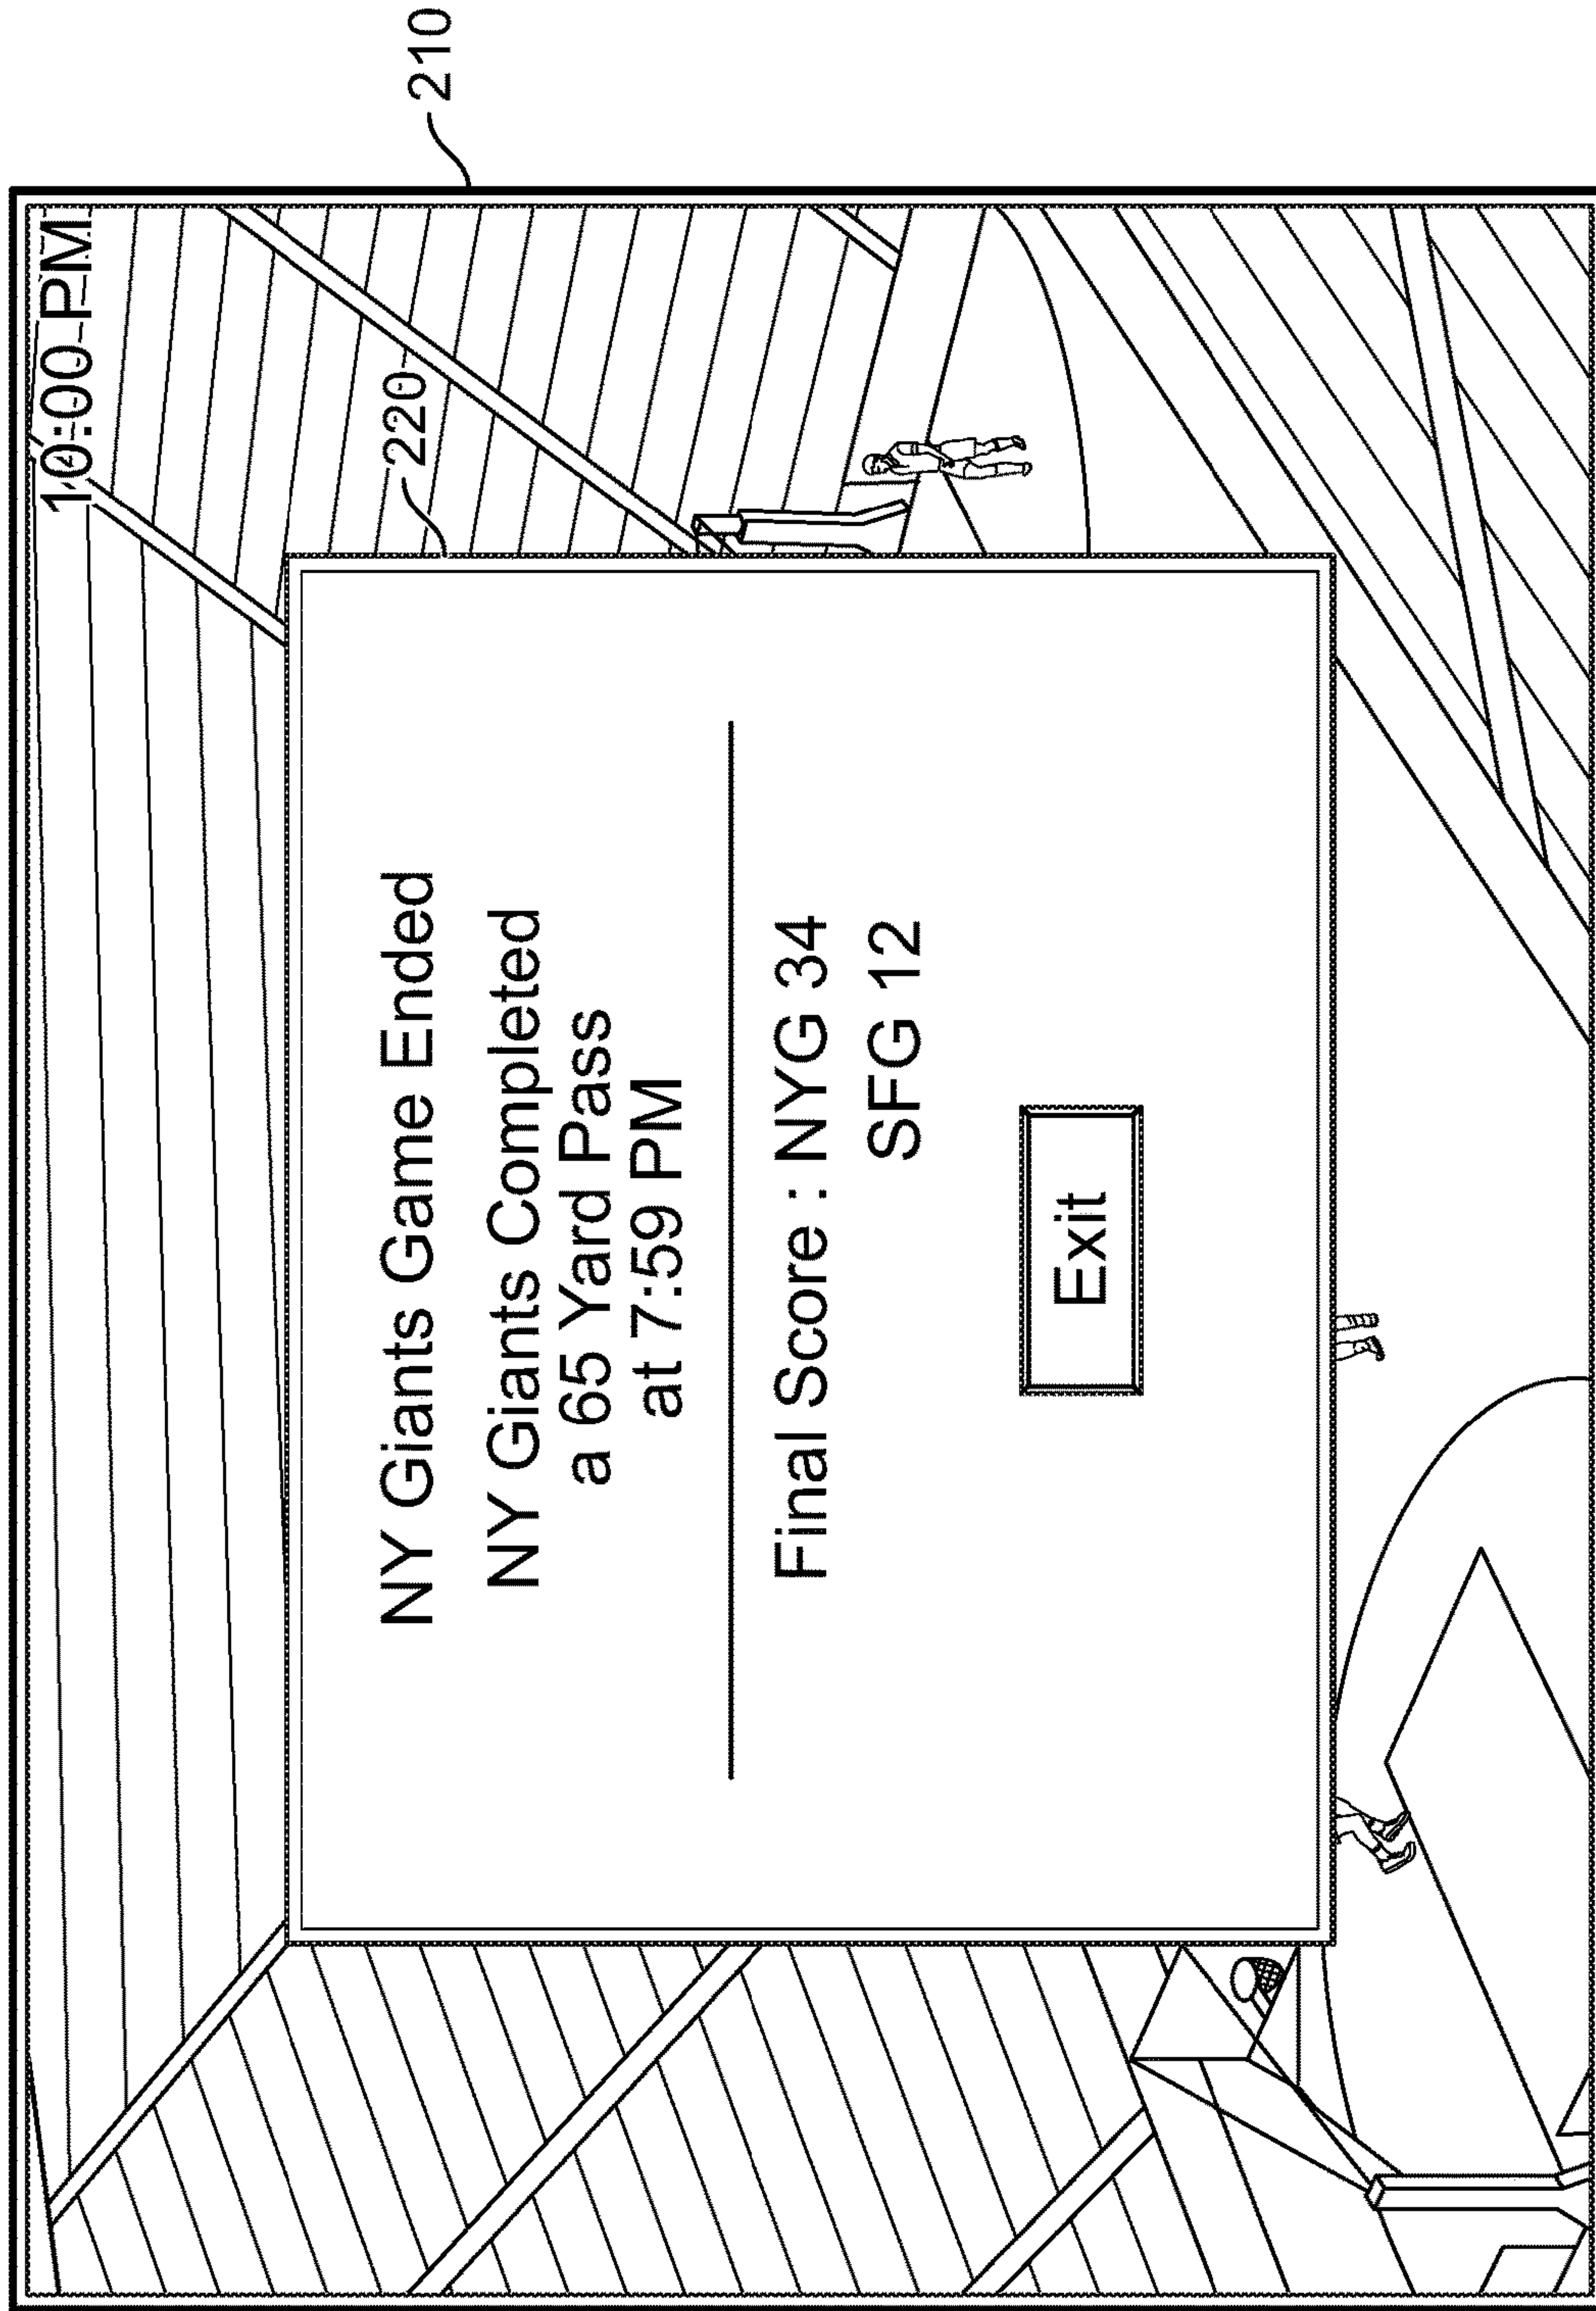 10:00 PM
210
220
NY Giants Game Ended
NY Giants Completed
a 65 Yard Pass
at 7:59 PM
Final Score : NYG 34
SFG 12
Exit